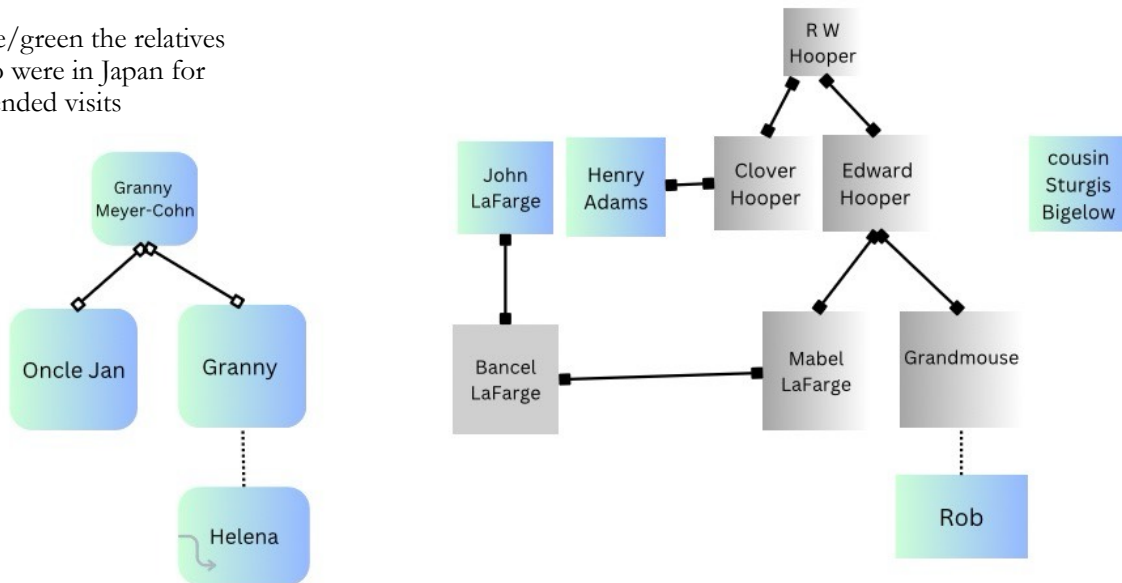 e/green the relatives
o were in Japan for
ended visits
R W
Hooper
Granny
Meyer-Cohn
John
LaFarge
Henry
Adams
Clover
Hooper
Edward
Hooper
cousin
Sturgis
Bigelow
Oncle Jan
Granny
Bancel
LaFarge
Mabel
LaFarge
Grandmouse
Helena
Rob